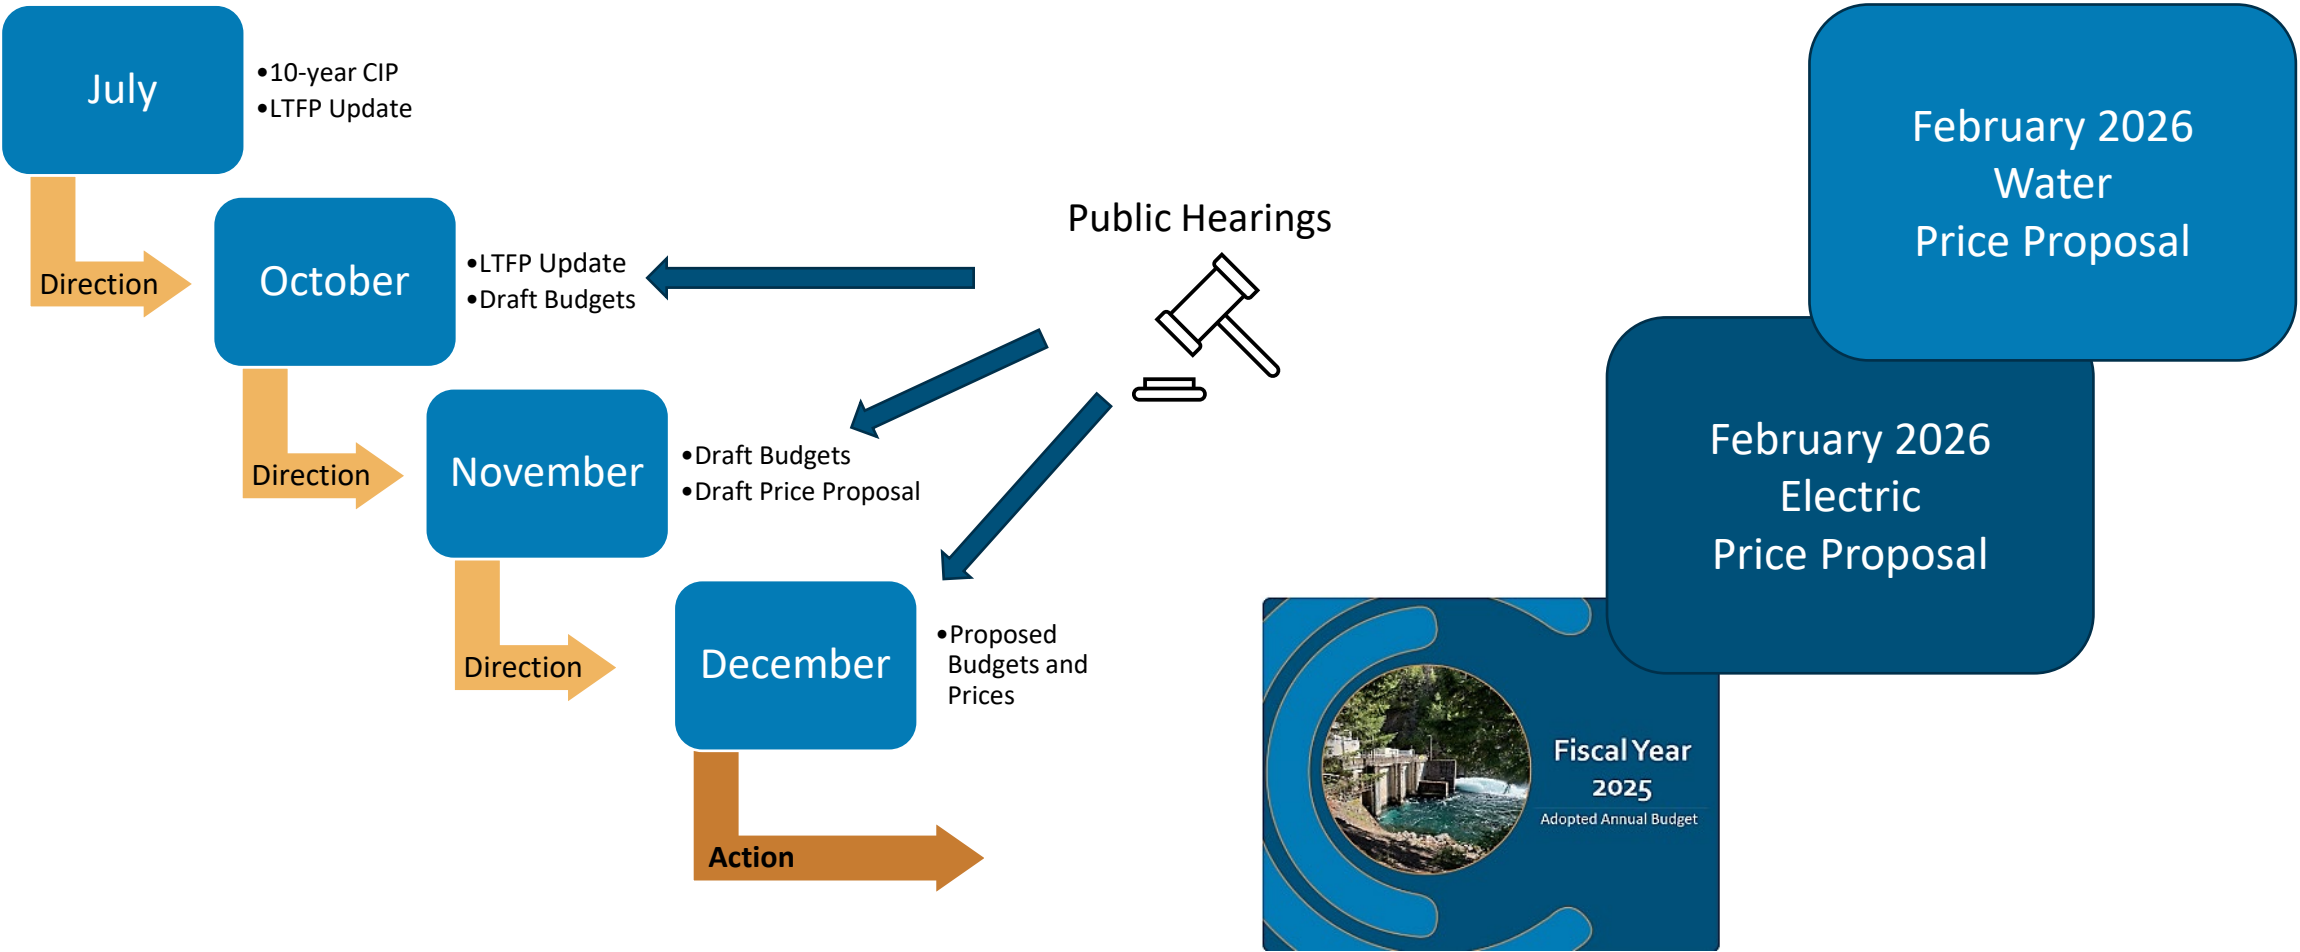 July
•10-year CIP
•LTFP Update
Direction
October
•LTFP Update
•Draft Budgets
Direction
November
•Draft Budgets
•Draft Price Proposal
Direction
December
•Proposed
Budgets and
Prices
Action
Public Hearings
February 2026
Water
Price Proposal
February 2026
Electric
Price Proposal
Fiscal Year
2025
Adopted Annual Budget